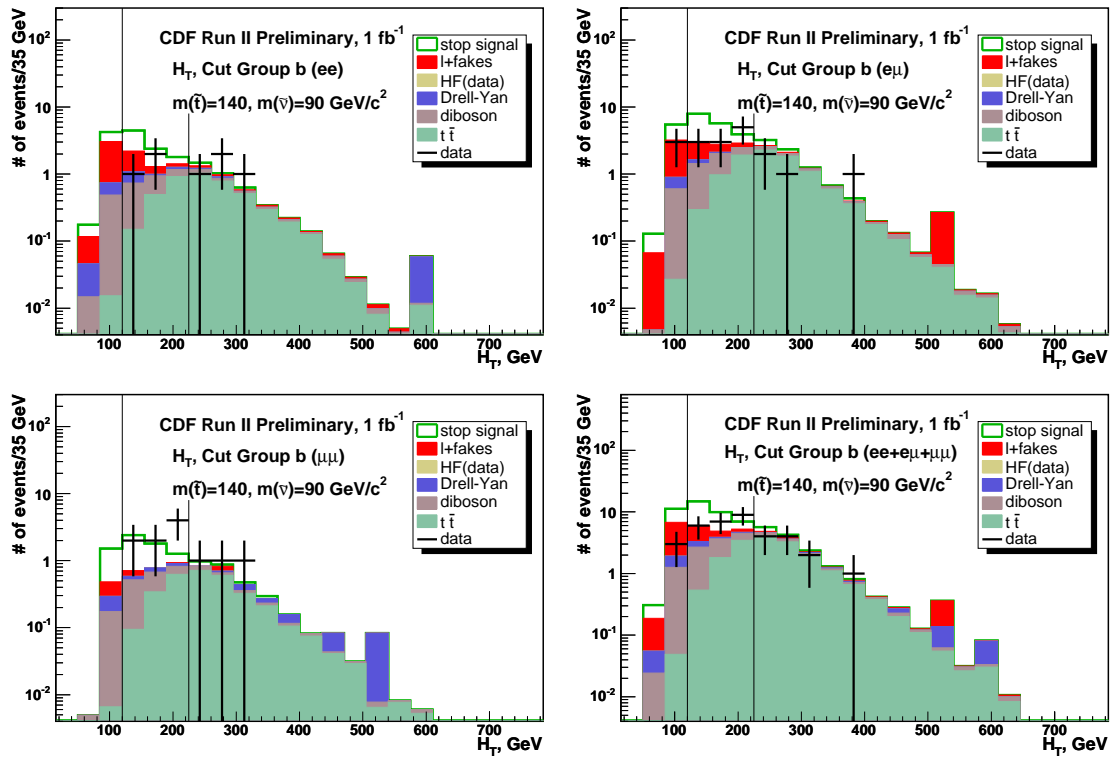 CDF Run II Preliminary, 1 fb⁻¹
H_T, Cut Group b (ee)
m(t̃)=140, m(ν̃)=90 GeV/c²
stop signal
l+fakes
HF(data)
Drell-Yan
diboson
t t̄
data
# of events/35 GeV
10²
10
1
10⁻¹
10⁻²
100 200 300 400 500 600 700
H_T, GeV
CDF Run II Preliminary, 1 fb⁻¹
H_T, Cut Group b (eμ)
m(t̃)=140, m(ν̃)=90 GeV/c²
stop signal
l+fakes
HF(data)
Drell-Yan
diboson
t t̄
data
# of events/35 GeV
10²
10
1
10⁻¹
10⁻²
100 200 300 400 500 600 700
H_T, GeV
CDF Run II Preliminary, 1 fb⁻¹
H_T, Cut Group b (μμ)
m(t̃)=140, m(ν̃)=90 GeV/c²
stop signal
l+fakes
HF(data)
Drell-Yan
diboson
t t̄
data
# of events/35 GeV
10²
10
1
10⁻¹
10⁻²
100 200 300 400 500 600 700
H_T, GeV
CDF Run II Preliminary, 1 fb⁻¹
H_T, Cut Group b (ee+eμ+μμ)
m(t̃)=140, m(ν̃)=90 GeV/c²
stop signal
l+fakes
HF(data)
Drell-Yan
diboson
t t̄
data
# of events/35 GeV
10²
10
1
10⁻¹
10⁻²
100 200 300 400 500 600 700
H_T, GeV